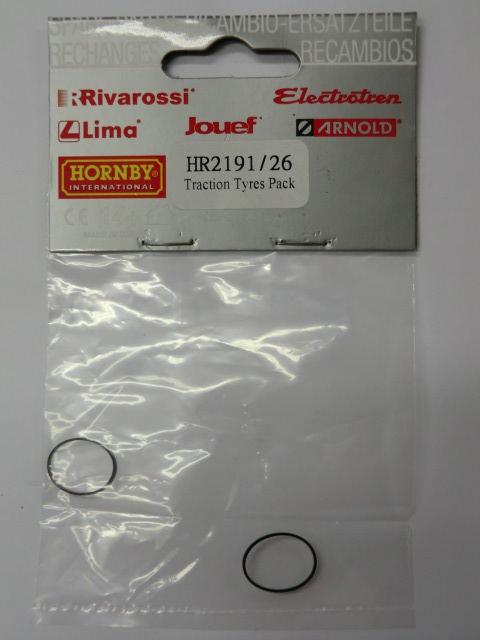 RICAMBIO-ERSATZTEILE
RECHANGES RECAMBIOS
Rivarossi Electrotren
Lima Jouef ARNOLD
HORNBY
INTERNATIONAL
HR2191/26
Traction Tyres Pack
CE